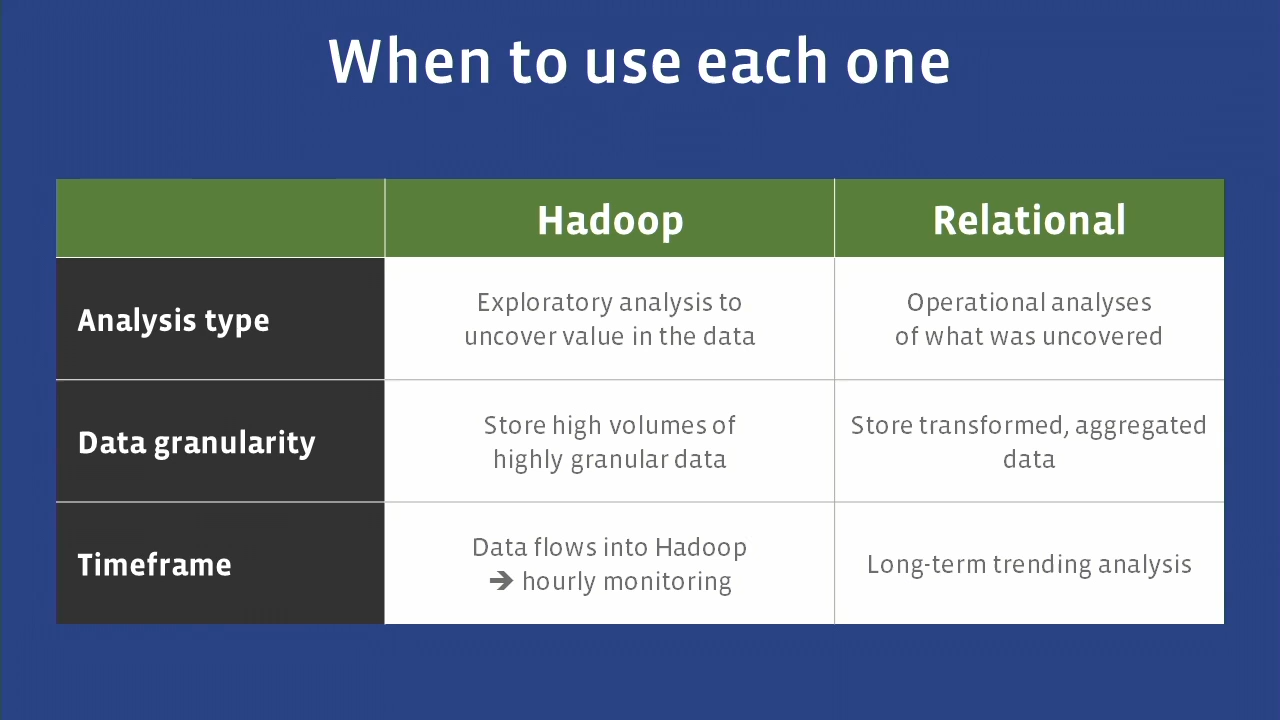 When to use each one
Hadoop
Relational
Analysis type
Exploratory analysis to
uncover value in the data
Operational analyses
of what was uncovered
Data granularity
Store high volumes of
highly granular data
Store transformed, aggregated
data
Timeframe
Data flows into Hadoop
➔ hourly monitoring
Long-term trending analysis